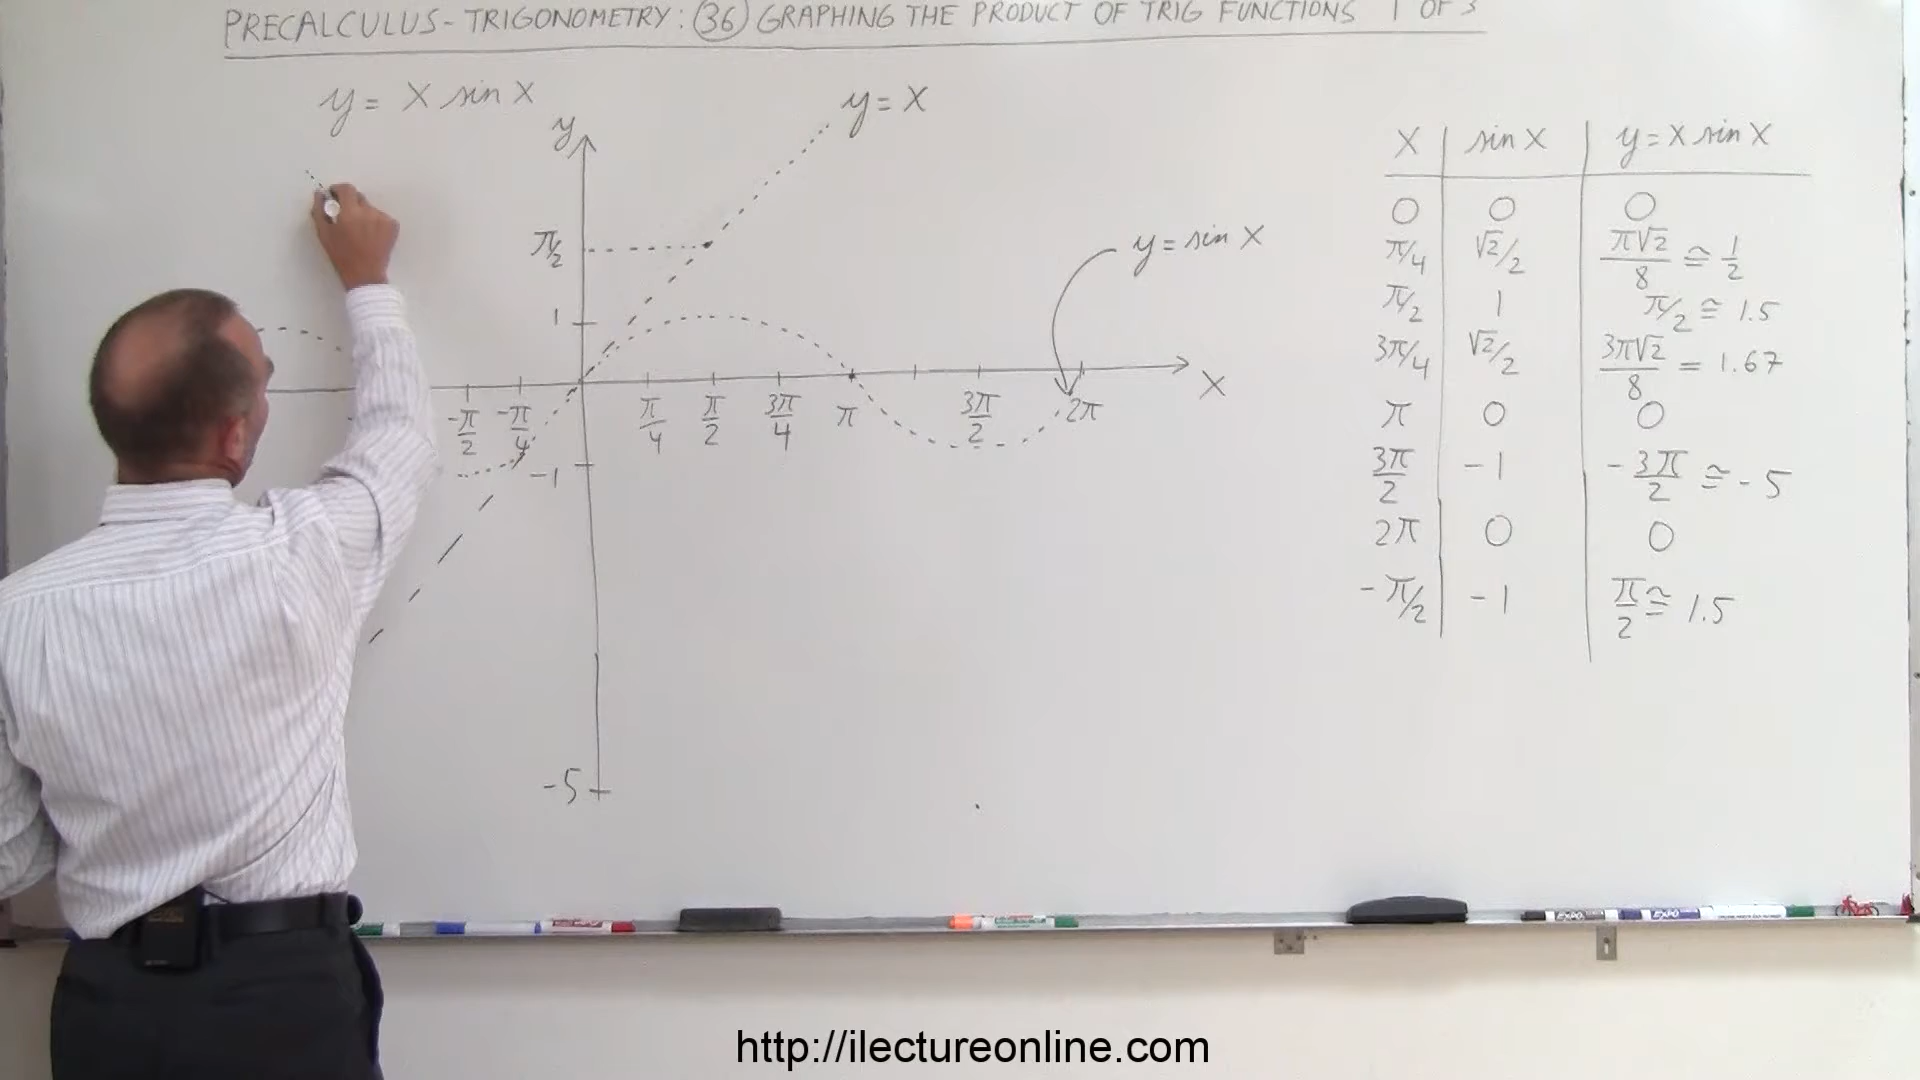 PRECALCULUS - TRIGONOMETRY: 36 GRAPHING THE PRODUCT OF TRIG FUNCTIONS 1 OF 3
y = x sin x
y
y = x
π/2
1
y = sin x
x
-π/2 -π/4 π/4 π/2 3π/4 π 3π/2 2π
-1
-5
x | sin x | y = x sin x
0 | 0 | 0
π/4 | √2/2 | π√2/8 ≅ 1/2
π/2 | 1 | π/2 ≅ 1.5
3π/4 | √2/2 | 3π√2/8 = 1.67
π | 0 | 0
3π/2 | -1 | -3π/2 ≅ -5
2π | 0 | 0
-π/2 | -1 | π/2 ≅ 1.5
EXPO EXPO
http://ilectureonline.com